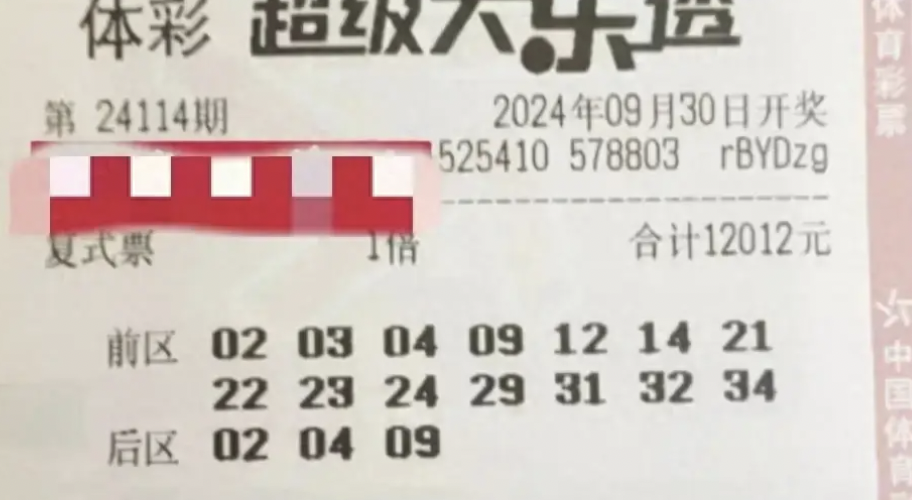 体彩 超级大乐透
第 24114期 2024年09月30日开奖
525410 578803 rBYDzg
复式票 1倍 合计12012元
前区 02 03 04 09 12 14 21
22 23 24 29 31 32 34
后区 02 04 09
体育彩票
中国体育